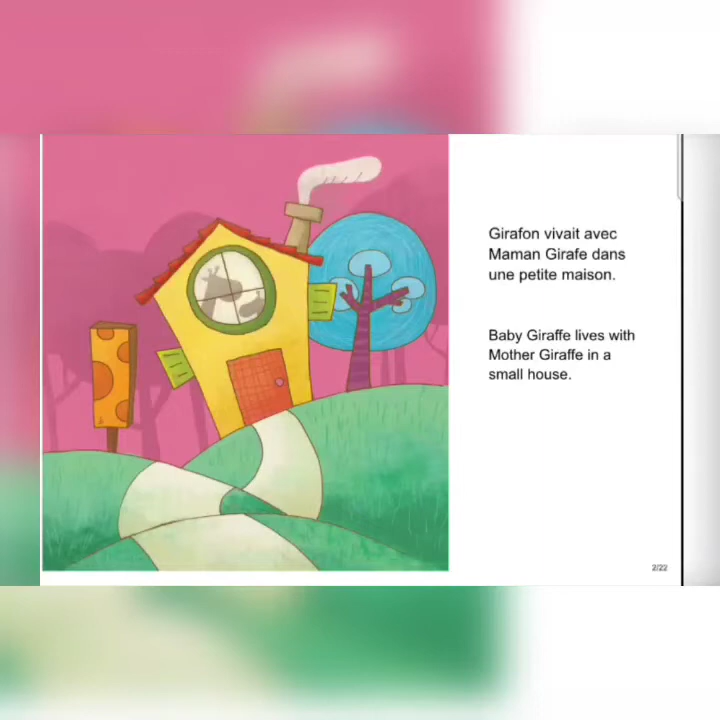 Girafon vivait avec
Maman Girafe dans
une petite maison.
Baby Giraffe lives with
Mother Giraffe in a
small house.
2/22